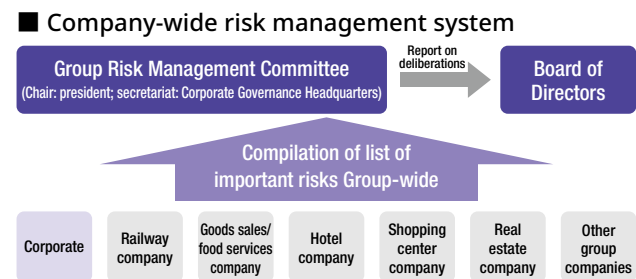 ■ Company-wide risk management system
Group Risk Management Committee
(Chair: president; secretariat: Corporate Governance Headquarters)
Report on
deliberations
Board of
Directors
Compilation of list of
important risks Group-wide
Corporate
Railway
company
Goods sales/
food services
company
Hotel
company
Shopping
center
company
Real
estate
company
Other
group
companies